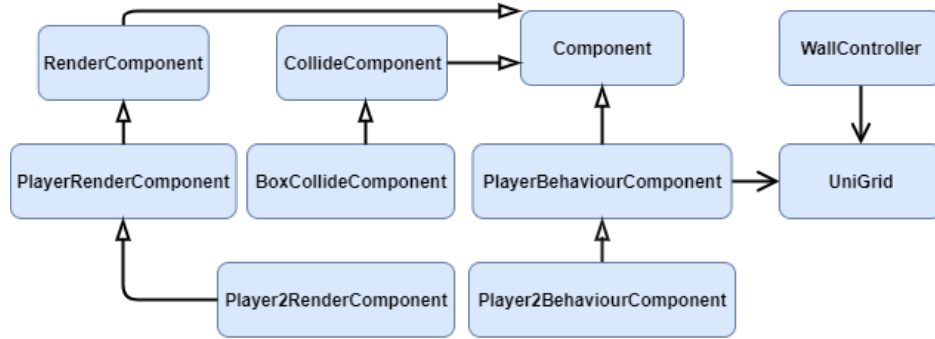 RenderComponent
CollideComponent
Component
WallController
PlayerRenderComponent
BoxCollideComponent
PlayerBehaviourComponent
UniGrid
Player2RenderComponent
Player2BehaviourComponent